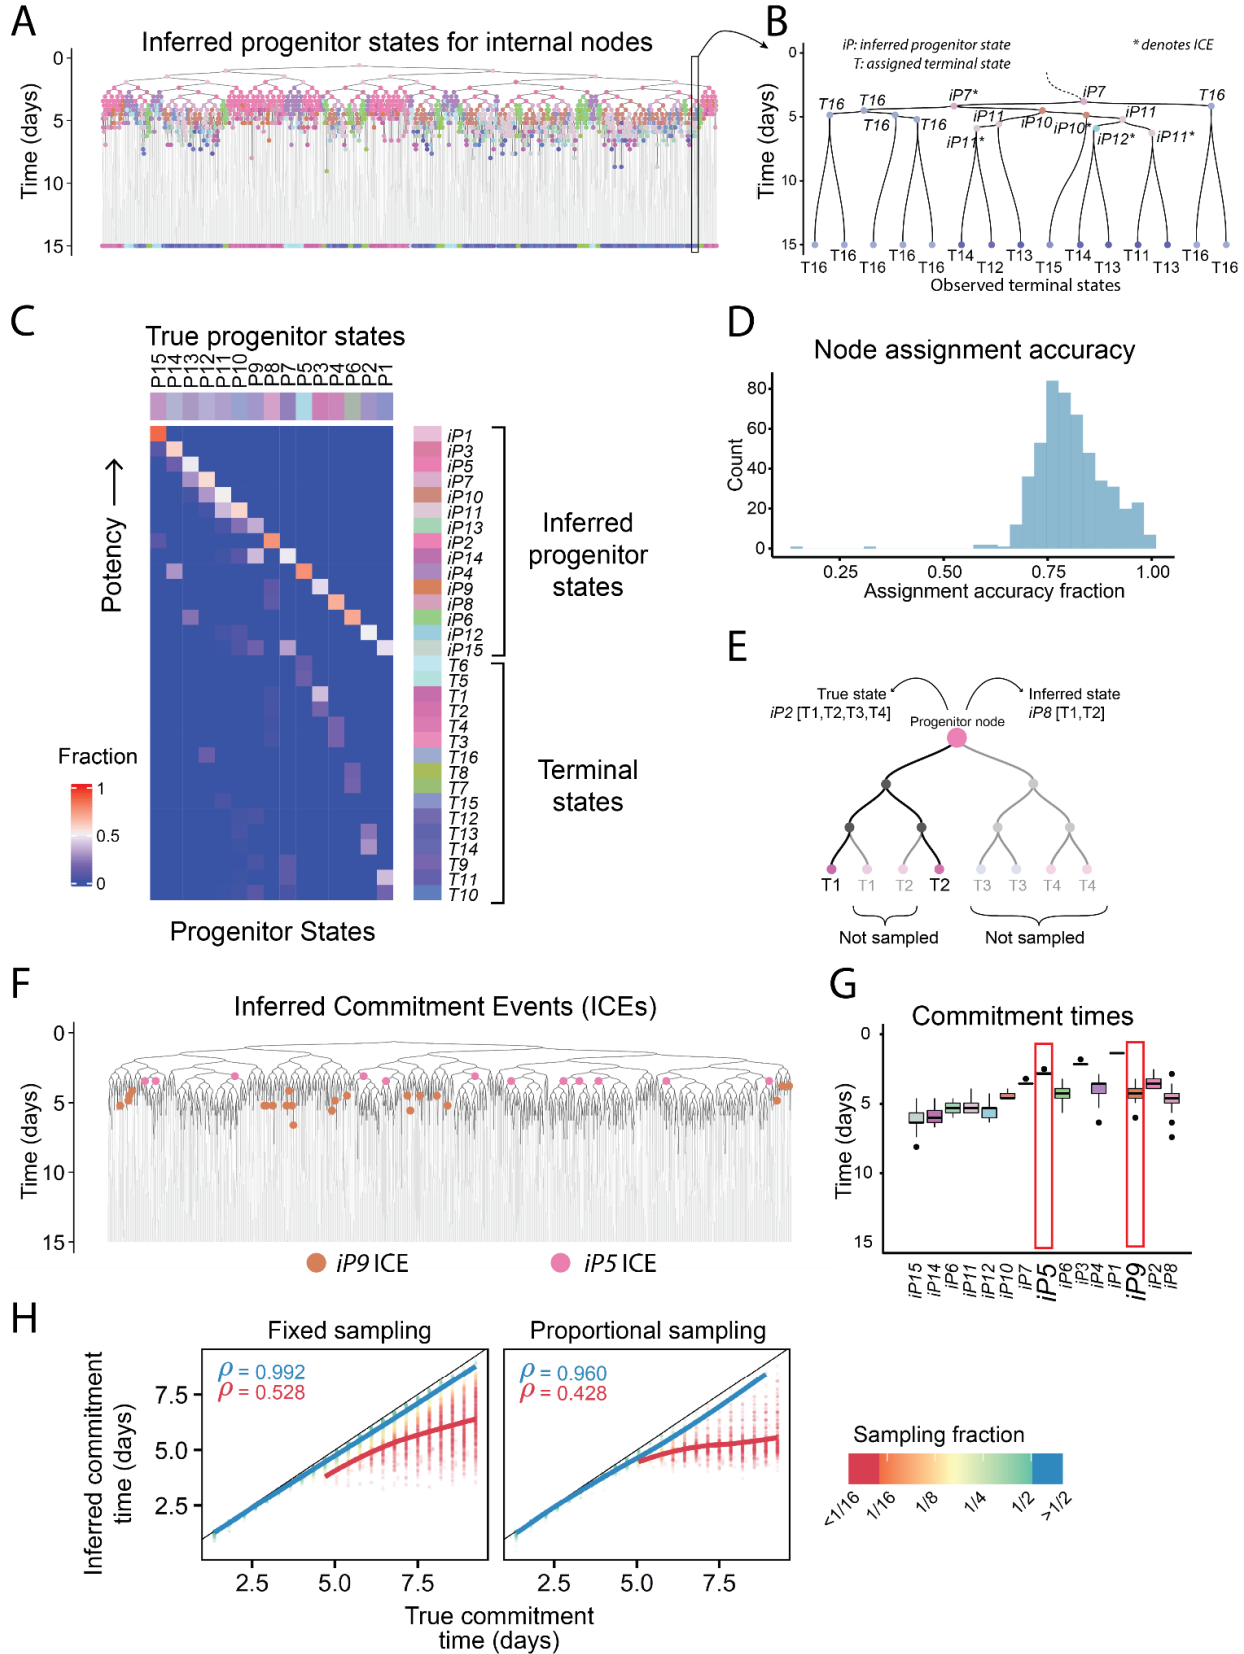 A
Inferred progenitor states for internal nodes
0
5
10
15
Time (days)
B
iP: inferred progenitor state
T: assigned terminal state
* denotes ICE
0
5
10
15
Time (days)
iP7
iP7*
T16
T16
T16
T16
T16
iP11
iP10
iP10*
iP11
iP11*
iP12*
iP11*
T16
T16
T16
T16
T16
T14
T12
T13
T15
T14
T13
T11
T13
T16
T16
Observed terminal states
C
True progenitor states
P15
P14
P13
P12
P11
P10
P9
P8
P7
P5
P3
P4
P6
P2
P1
Potency
iP1
iP3
iP5
iP7
iP10
iP11
iP13
iP2
iP14
iP4
iP9
iP8
iP6
iP12
iP15
T6
T5
T1
T2
T4
T3
T16
T8
T7
T15
T12
T13
T14
T9
T11
T10
Inferred
progenitor
states
Terminal
states
Fraction
1
0.5
0
Progenitor States
D
Node assignment accuracy
80
60
40
20
0
Count
0.25
0.50
0.75
1.00
Assignment accuracy fraction
E
True state
iP2 [T1,T2,T3,T4]
Inferred state
iP8 [T1,T2]
Progenitor node
T1
T1
T2
T2
T3
T3
T4
T4
Not sampled
Not sampled
F
Inferred Commitment Events (ICEs)
0
5
10
15
Time (days)
iP9 ICE
iP5 ICE
G
Commitment times
0
5
10
15
Time (days)
iP15
iP14
iP6
iP11
iP12
iP10
iP7
iP5
iP6
iP3
iP4
iP1
iP9
iP2
iP8
H
Fixed sampling
ρ = 0.992
ρ = 0.528
Proportional sampling
ρ = 0.960
ρ = 0.428
7.5
5.0
2.5
Inferred commitment
time (days)
2.5
5.0
7.5
2.5
5.0
7.5
True commitment
time (days)
Sampling fraction
<1/16
1/16
1/8
1/4
1/2
>1/2